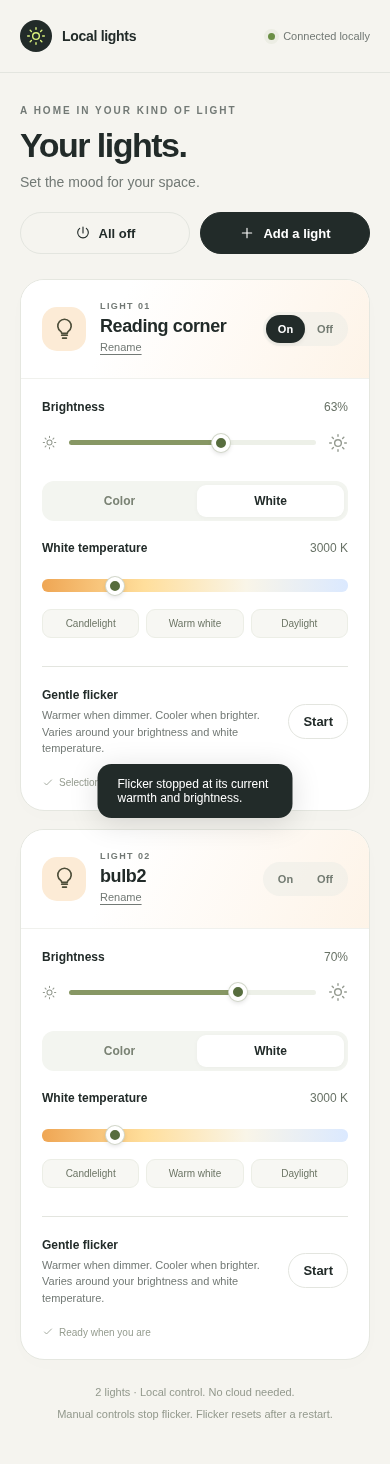 Local lights
Connected locally
A HOME IN YOUR KIND OF LIGHT
Your lights.
Set the mood for your space.
All off
Add a light
LIGHT 01
Reading corner
Rename
On
Off
Brightness
63%
Color
White
White temperature
3000 K
Candlelight
Warm white
Daylight
Gentle flicker
Warmer when dimmer. Cooler when brighter.
Varies around your brightness and white
temperature.
Start
Flicker stopped at its current
warmth and brightness.
LIGHT 02
bulb2
Rename
On
Off
Brightness
70%
Color
White
White temperature
3000 K
Candlelight
Warm white
Daylight
Gentle flicker
Warmer when dimmer. Cooler when brighter.
Varies around your brightness and white
temperature.
Start
Ready when you are
2 lights · Local control. No cloud needed.
Manual controls stop flicker. Flicker resets after a restart.